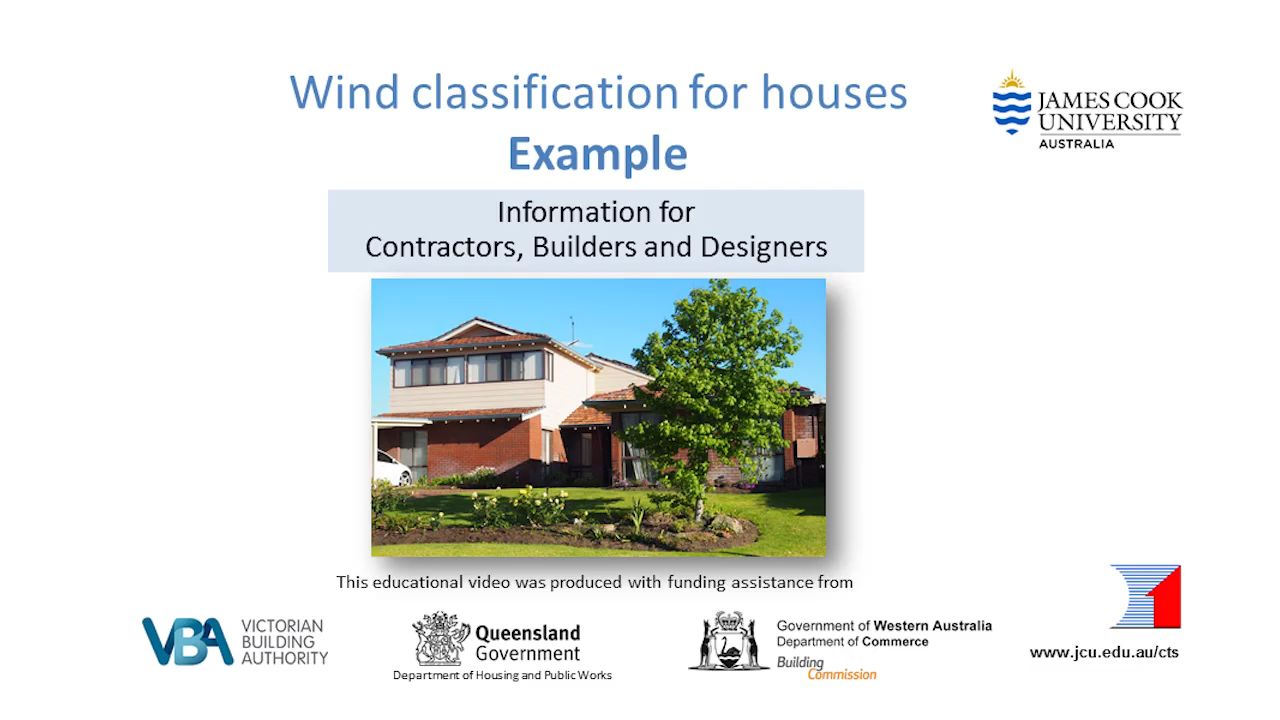 Wind classification for houses
Example
JAMES COOK
UNIVERSITY
AUSTRALIA
Information for
Contractors, Builders and Designers
This educational video was produced with funding assistance from
VBA
VICTORIAN
BUILDING
AUTHORITY
Queensland
Government
Department of Housing and Public Works
Government of Western Australia
Department of Commerce
Building
Commission
www.jcu.edu.au/cts